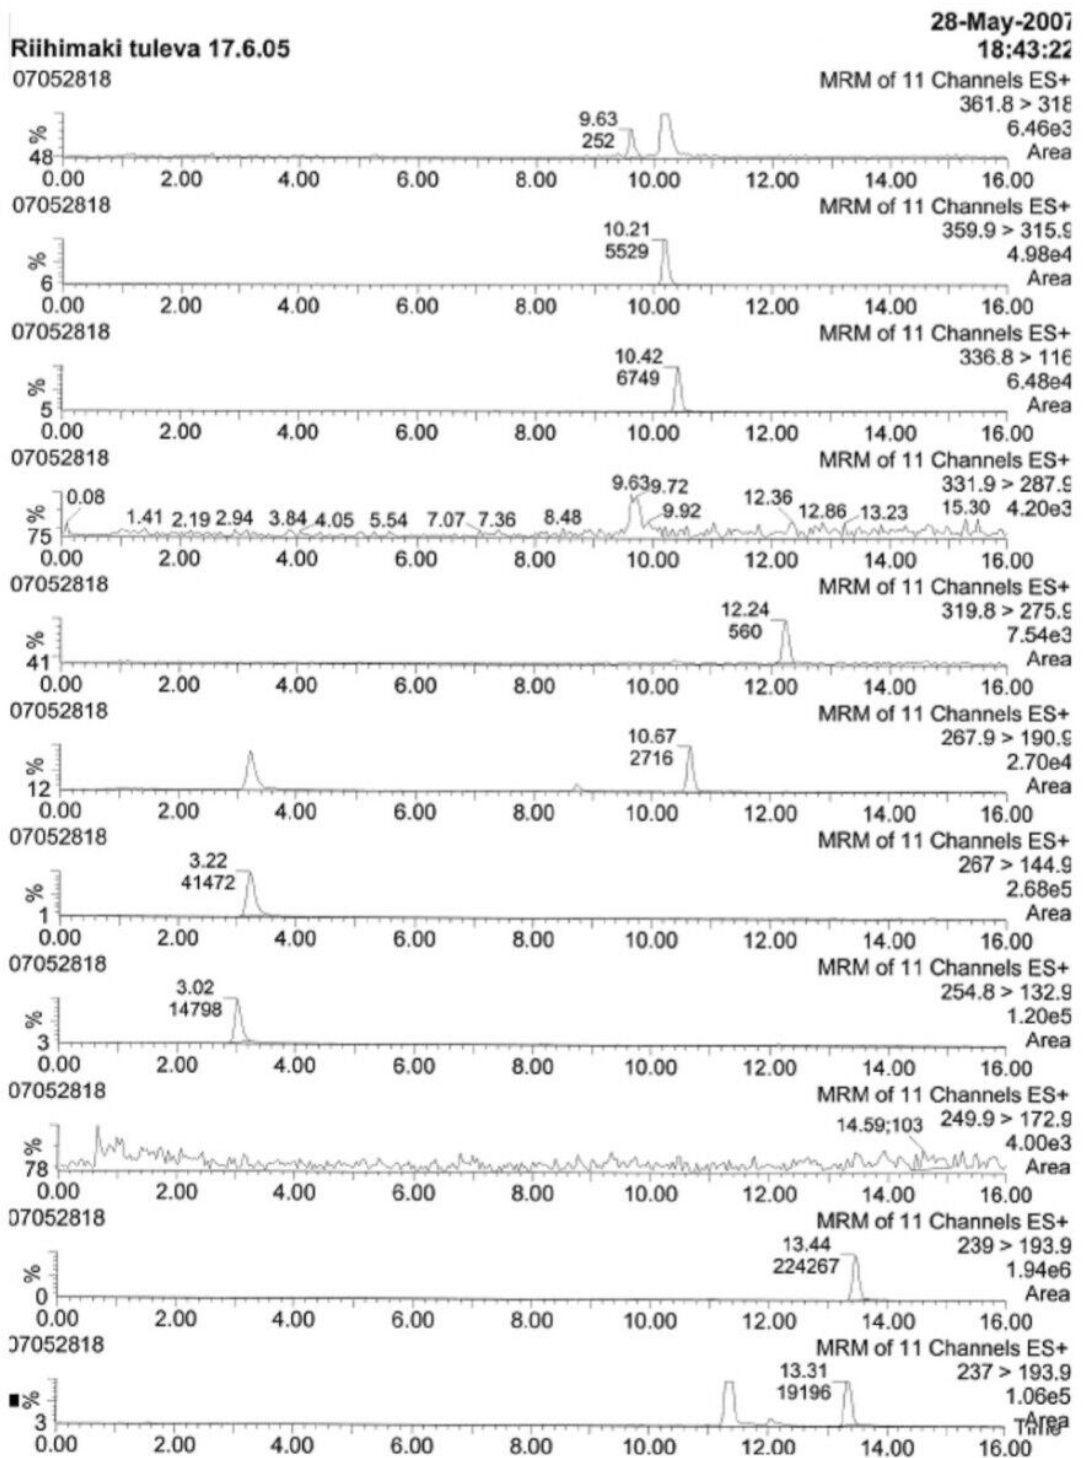 28-May-2007
Riihimaki tuleva 17.6.05 18:43:22
07052818 MRM of 11 Channels ES+
361.8 > 318
9.63 6.46e3
252 Area
%
48
0.00 2.00 4.00 6.00 8.00 10.00 12.00 14.00 16.00
07052818 MRM of 11 Channels ES+
10.21 359.9 > 315.9
5529 4.98e4
% Area
6
0.00 2.00 4.00 6.00 8.00 10.00 12.00 14.00 16.00
07052818 MRM of 11 Channels ES+
10.42 336.8 > 116
6749 6.48e4
% Area
5
0.00 2.00 4.00 6.00 8.00 10.00 12.00 14.00 16.00
07052818 MRM of 11 Channels ES+
9.63 9.72 331.9 > 287.9
0.08 12.36 4.20e3
1.41 2.19 2.94 3.84 4.05 5.54 7.07 7.36 8.48 9.92 12.86 13.23 15.30 Area
%
75
0.00 2.00 4.00 6.00 8.00 10.00 12.00 14.00 16.00
07052818 MRM of 11 Channels ES+
12.24 319.8 > 275.9
560 7.54e3
% Area
41
0.00 2.00 4.00 6.00 8.00 10.00 12.00 14.00 16.00
07052818 MRM of 11 Channels ES+
10.67 267.9 > 190.9
2716 2.70e4
% Area
12
0.00 2.00 4.00 6.00 8.00 10.00 12.00 14.00 16.00
07052818 MRM of 11 Channels ES+
3.22 267 > 144.9
41472 2.68e5
% Area
1
0.00 2.00 4.00 6.00 8.00 10.00 12.00 14.00 16.00
07052818 MRM of 11 Channels ES+
3.02 254.8 > 132.9
14798 1.20e5
% Area
3
0.00 2.00 4.00 6.00 8.00 10.00 12.00 14.00 16.00
07052818 MRM of 11 Channels ES+
14.59;103 249.9 > 172.9
4.00e3
% Area
78
0.00 2.00 4.00 6.00 8.00 10.00 12.00 14.00 16.00
07052818 MRM of 11 Channels ES+
13.44 239 > 193.9
224267 1.94e6
% Area
0
0.00 2.00 4.00 6.00 8.00 10.00 12.00 14.00 16.00
07052818 MRM of 11 Channels ES+
13.31 237 > 193.9
19196 1.06e5
% Area
3 Time
0.00 2.00 4.00 6.00 8.00 10.00 12.00 14.00 16.00